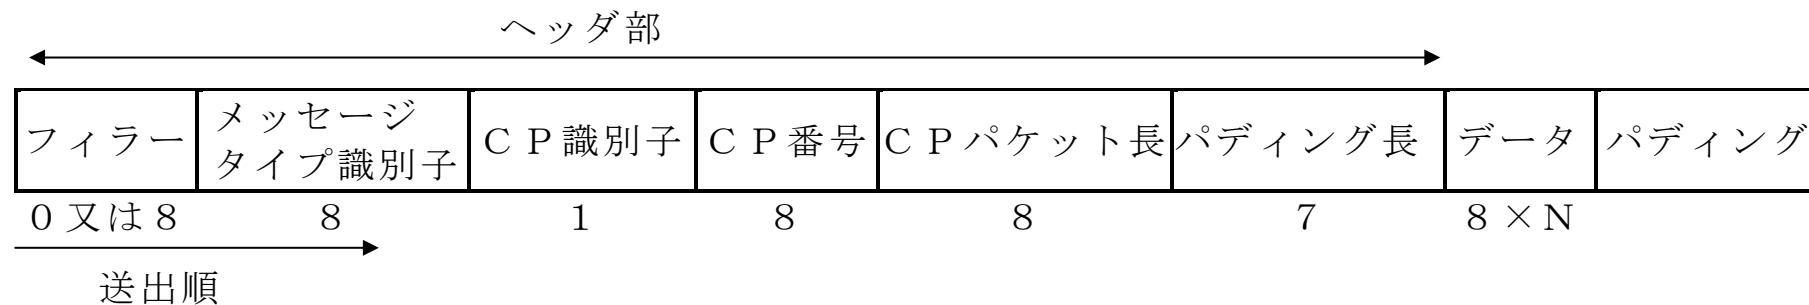 ヘッダ部
フィラー
メッセージ
タイプ識別子
ＣＰ識別子
ＣＰ番号
ＣＰパケット長
パディング長
データ
パディング
０又は８
８
１
８
８
７
８×Ｎ
送出順